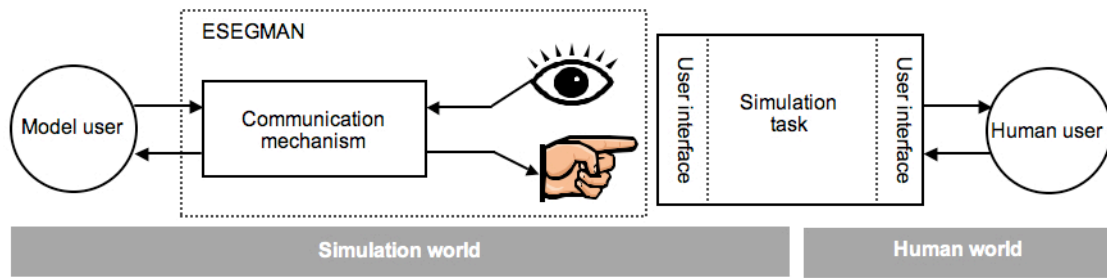 ESEGMAN
Model user
Communication
mechanism
User interface
Simulation
task
User interface
Human user
Simulation world
Human world